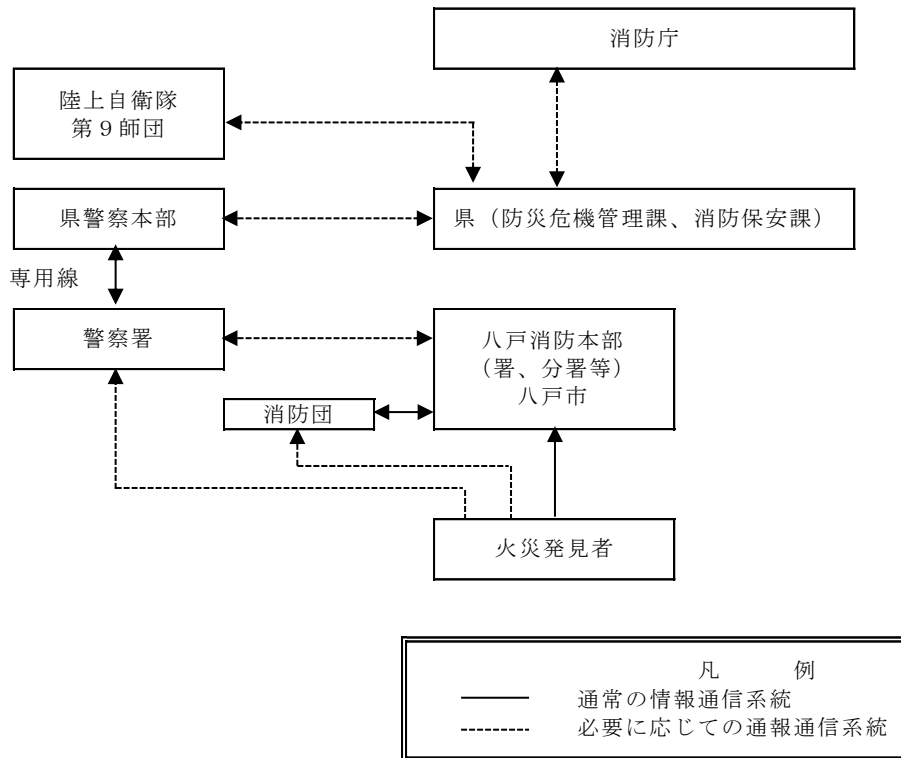 消防庁
陸上自衛隊
第９師団
県警察本部
県（防災危機管理課、消防保安課）
専用線
警察署
八戸消防本部
（署、分署等）
八戸市
消防団
火災発見者
凡　　　例
通常の情報通信系統
必要に応じての通報通信系統